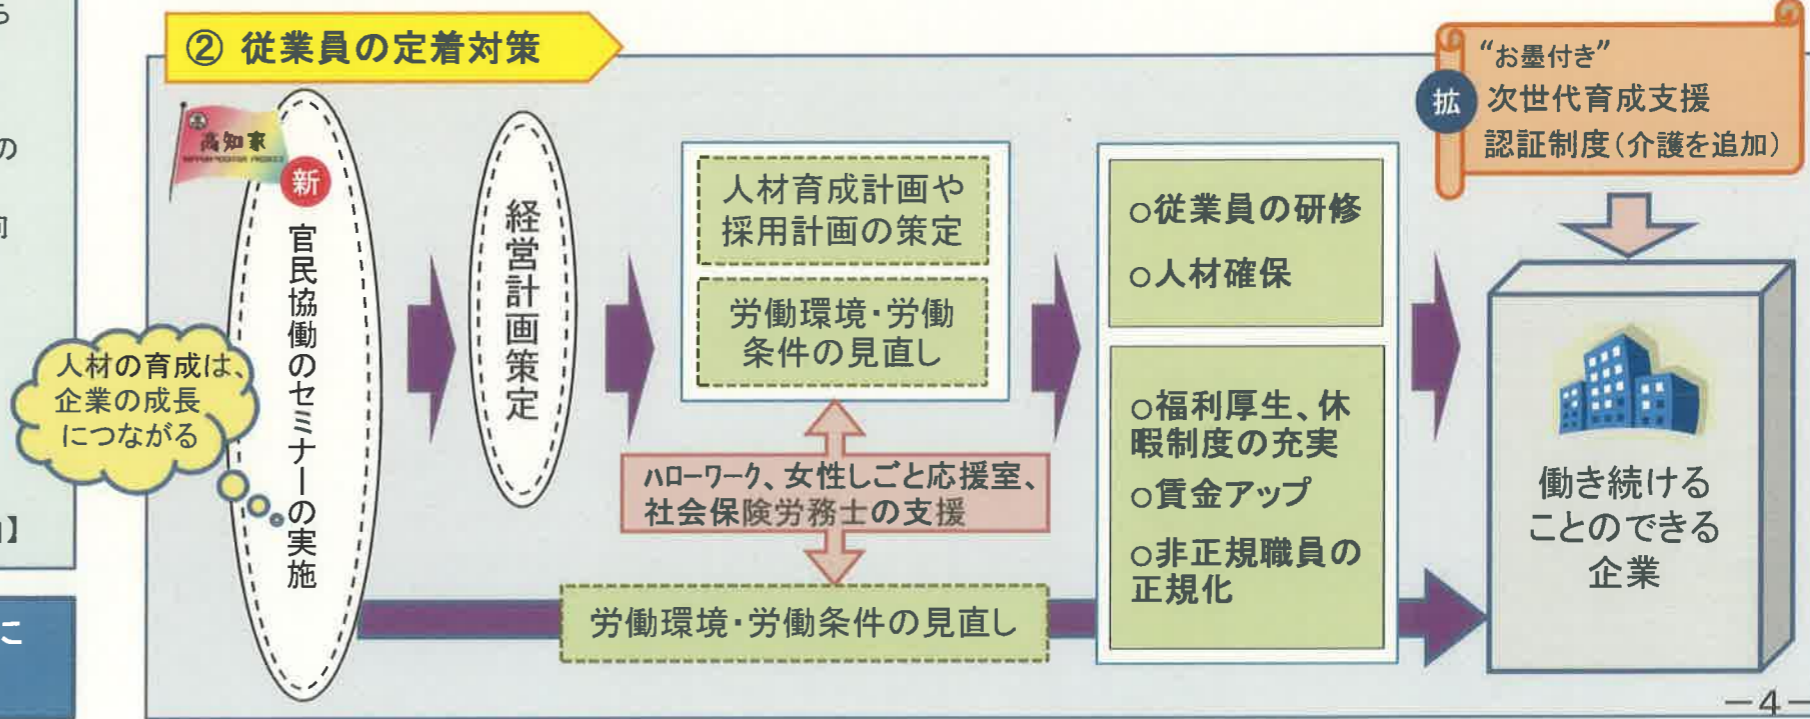 ら
の
】
に
② 従業員の定着対策
高知家
新
官民協働のセミナーの実施
人材の育成は、
企業の成長
につながる
経営計画策定
人材育成計画や
採用計画の策定
労働環境・労働
条件の見直し
ハローワーク、女性しごと応援室、
社会保険労務士の支援
労働環境・労働条件の見直し
○従業員の研修
○人材確保
○福利厚生、休
暇制度の充実
○賃金アップ
○非正規職員の
正規化
拡
“お墨付き”
次世代育成支援
認証制度(介護を追加)
働き続ける
ことのできる
企業
－4－